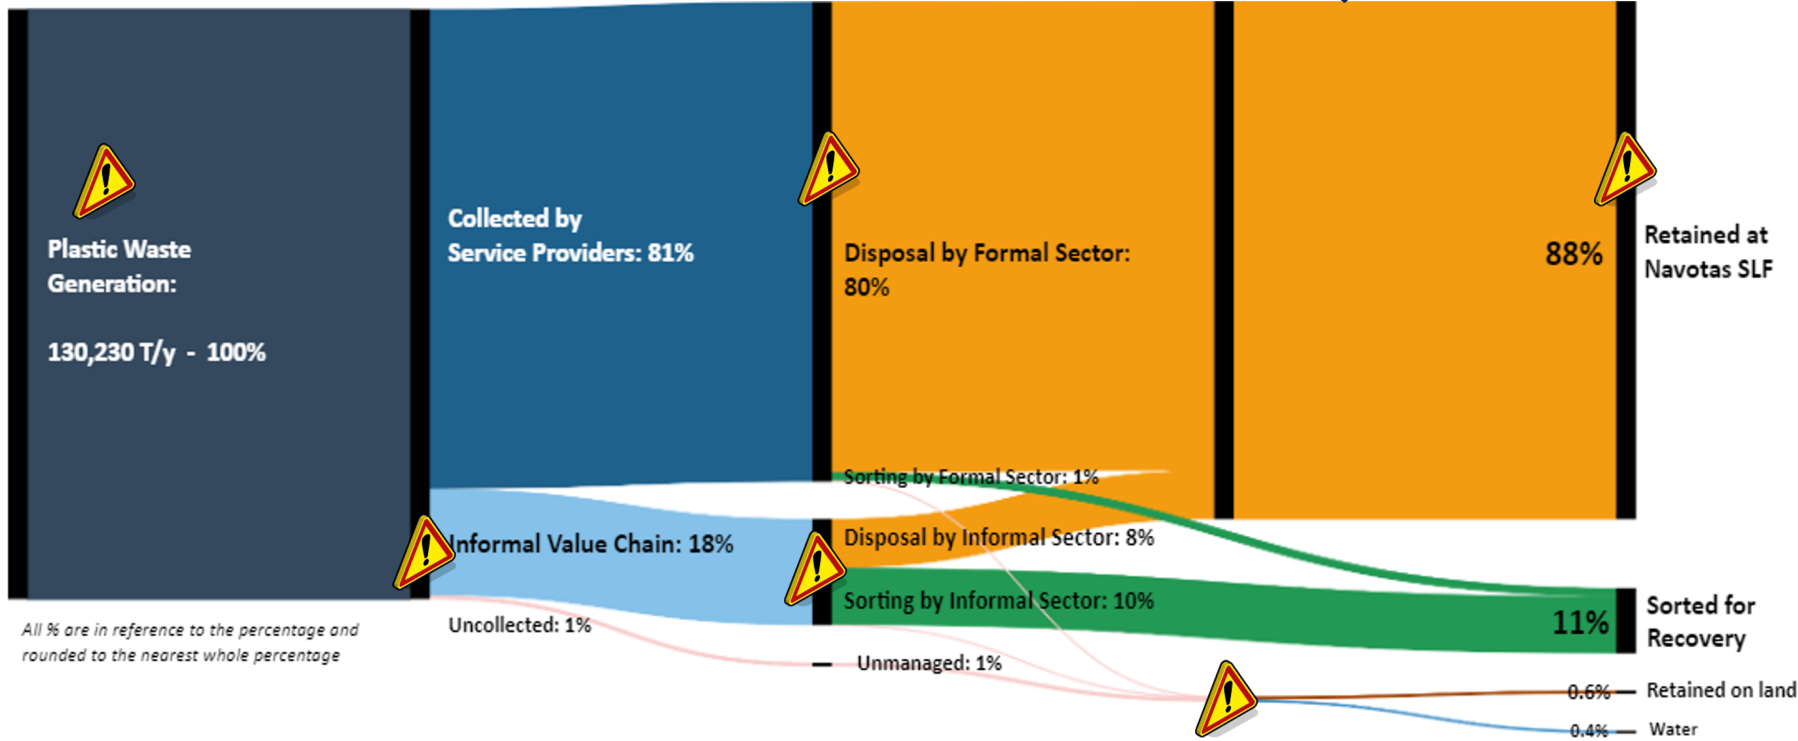 Plastic Waste
Generation:
130,230 T/y - 100%
All % are in reference to the percentage and
rounded to the nearest whole percentage
Collected by
Service Providers: 81%
Informal Value Chain: 18%
Uncollected: 1%
Disposal by Formal Sector:
80%
Sorting by Formal Sector: 1%
Disposal by Informal Sector: 8%
Sorting by Informal Sector: 10%
Unmanaged: 1%
88%
Retained at
Navotas SLF
11%
Sorted for
Recovery
0.6%
Retained on land
0.4%
Water